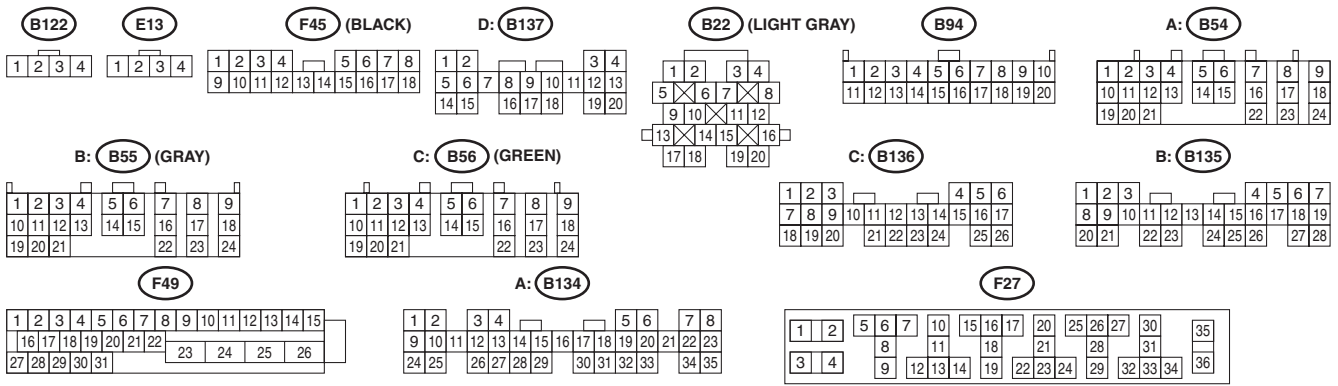 B122 E13 F45 (BLACK) D: B137 B22 (LIGHT GRAY) B94 A: B54
1 2 3 4
1 2 3 4
1 2 3 4 5 6 7 8
9 10 11 12 13 14 15 16 17 18
1 2 3 4
5 6 7 8 9 10 11 12 13
14 15 16 17 18 19 20
1 2 3 4
5 6 7 8
9 10 11 12
13 14 15 16
17 18 19 20
1 2 3 4 5 6 7 8 9 10
11 12 13 14 15 16 17 18 19 20
1 2 3 4 5 6 7 8 9
10 11 12 13 14 15 16 17 18
19 20 21 22 23 24
B: B55 (GRAY) C: B56 (GREEN) C: B136 B: B135
1 2 3 4 5 6 7 8 9
10 11 12 13 14 15 16 17 18
19 20 21 22 23 24
1 2 3 4 5 6 7 8 9
10 11 12 13 14 15 16 17 18
19 20 21 22 23 24
1 2 3 4 5 6
7 8 9 10 11 12 13 14 15 16 17
18 19 20 21 22 23 24 25 26
1 2 3 4 5 6 7
8 9 10 11 12 13 14 15 16 17 18 19
20 21 22 23 24 25 26 27 28
F49 A: B134 F27
1 2 3 4 5 6 7 8 9 10 11 12 13 14 15
16 17 18 19 20 21 22 23 24 25 26
27 28 29 30 31
1 2 3 4 5 6 7 8
9 10 11 12 13 14 15 16 17 18 19 20 21 22 23
24 25 26 27 28 29 30 31 32 33 34 35
1 2 5 6 7 10 15 16 17 20 25 26 27 30 35
8 11 18 21 28 31
3 4 9 12 13 14 19 22 23 24 29 32 33 34 36